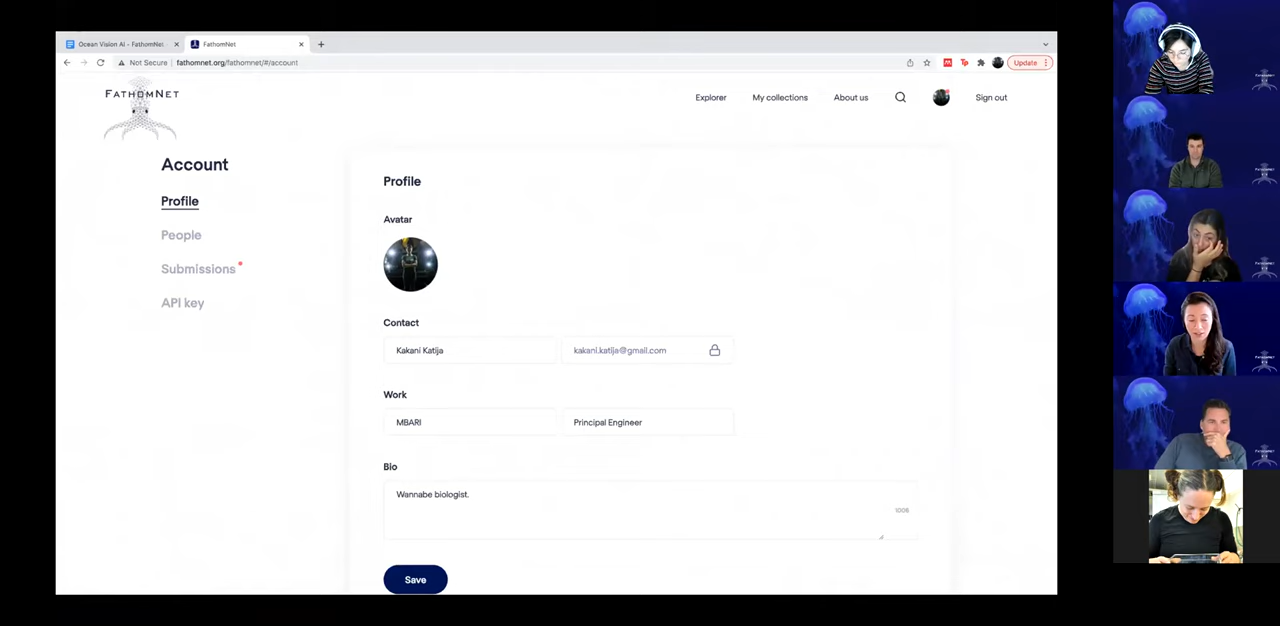 Ocean Vision AI - FathomNet
FathomNet
Not Secure
fathomnet.org/fathomnet/#/account
Update
FATHOMNET
Explorer
My collections
About us
Sign out
Account
Profile
People
Submissions
API key
Profile
Avatar
Contact
Kakani Katija
kakani.katija@gmail.com
Work
MBARI
Principal Engineer
Bio
Wannabe biologist.
Save